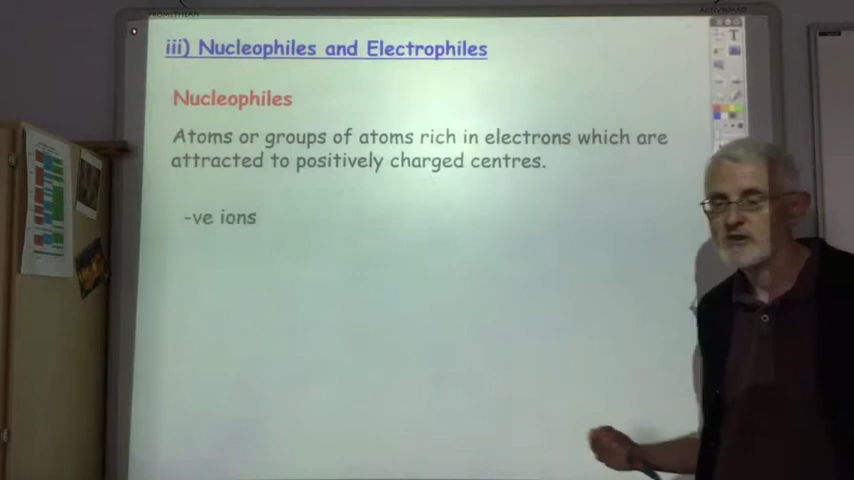 PROMETHEAN
iii) Nucleophiles and Electrophiles
Nucleophiles
Atoms or groups of atoms rich in electrons which are
attracted to positively charged centres.
-ve ions